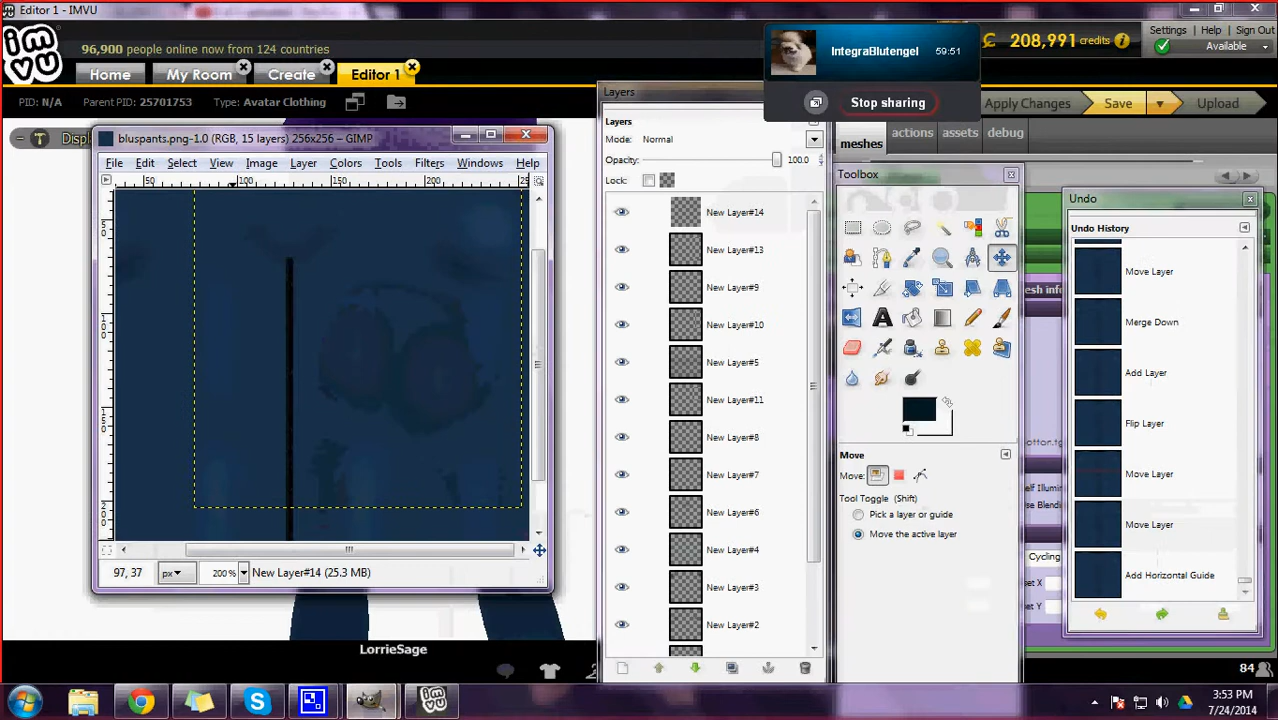 Editor 1 - IMVU
imvu
96,900 people online now from 124 countries
IntegraBlutengel 59:51
Stop sharing
208,991 credits
Settings | Help | Sign Out
Available
Home My Room Create Editor 1
PID: N/A Parent PID: 25701753 Type: Avatar Clothing
Apply Changes Save Upload
meshes actions assets debug
bluspants.png-1.0 (RGB, 15 layers) 256x256 – GIMP
File Edit Select View Image Layer Colors Tools Filters Windows Help
50 100 150 200
97, 37 px 200% New Layer#14 (25.3 MB)
Layers
Layers
Mode: Normal
Opacity: 100.0
Lock:
New Layer#14
New Layer#13
New Layer#9
New Layer#10
New Layer#5
New Layer#11
New Layer#8
New Layer#7
New Layer#6
New Layer#4
New Layer#3
New Layer#2
Toolbox
Move
Move:
Tool Toggle (Shift)
Pick a layer or guide
Move the active layer
Undo
Undo History
Move Layer
Merge Down
Add Layer
Flip Layer
Move Layer
Move Layer
Add Horizontal Guide
Cycling
LorrieSage
84
imvu
3:53 PM
7/24/2014